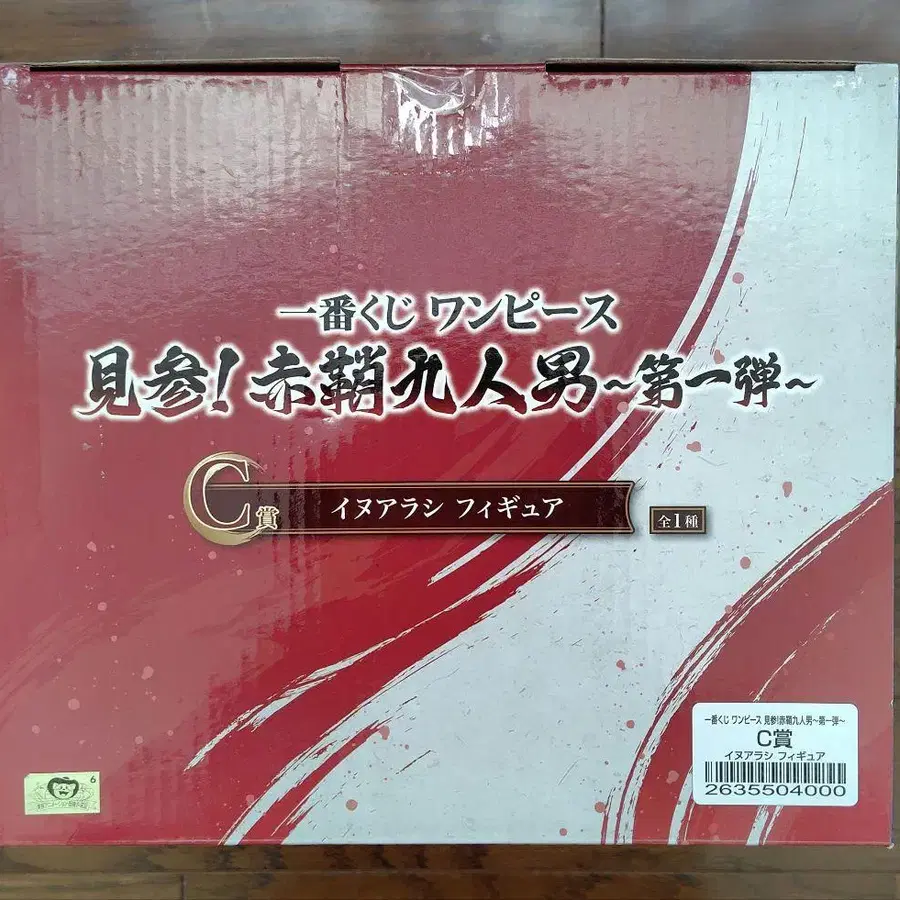 一番くじ ワンピース
見参！赤鞘九人男～第一弾～
C賞
イヌアラシ フィギュア
全1種
一番くじ ワンピース 見参！赤鞘九人男～第一弾～
C賞
イヌアラシ フィギュア
2635504000
6